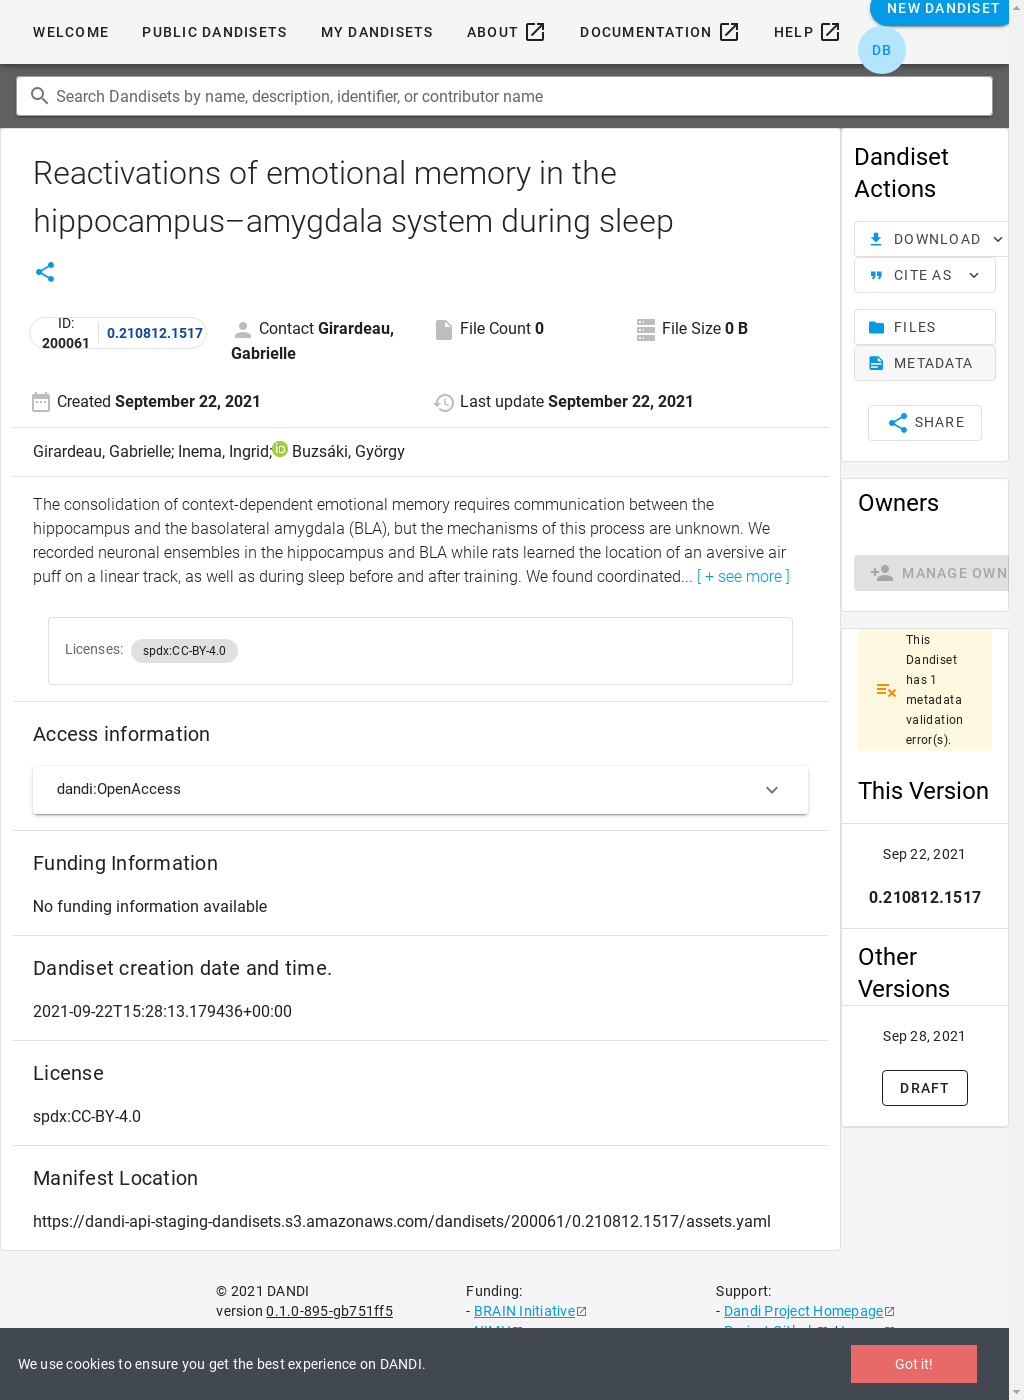 WELCOME PUBLIC DANDISETS MY DANDISETS ABOUT DOCUMENTATION HELP NEW DANDISET
DB
Search Dandisets by name, description, identifier, or contributor name
Reactivations of emotional memory in the
hippocampus–amygdala system during sleep
ID:
200061
0.210812.1517
Contact Girardeau,
Gabrielle
File Count 0
File Size 0 B
Created September 22, 2021
Last update September 22, 2021
Girardeau, Gabrielle; Inema, Ingrid; iD Buzsáki, György
The consolidation of context-dependent emotional memory requires communication between the
hippocampus and the basolateral amygdala (BLA), but the mechanisms of this process are unknown. We
recorded neuronal ensembles in the hippocampus and BLA while rats learned the location of an aversive air
puff on a linear track, as well as during sleep before and after training. We found coordinated... [ + see more ]
Licenses: spdx:CC-BY-4.0
Access information
dandi:OpenAccess
Funding Information
No funding information available
Dandiset creation date and time.
2021-09-22T15:28:13.179436+00:00
License
spdx:CC-BY-4.0
Manifest Location
https://dandi-api-staging-dandisets.s3.amazonaws.com/dandisets/200061/0.210812.1517/assets.yaml
Dandiset
Actions
DOWNLOAD
CITE AS
FILES
METADATA
SHARE
Owners
MANAGE OWN
This
Dandiset
has 1
metadata
validation
error(s).
This Version
Sep 22, 2021
0.210812.1517
Other
Versions
Sep 28, 2021
DRAFT
© 2021 DANDI
version 0.1.0-895-gb751ff5
Funding:
- BRAIN Initiative
Support:
- Dandi Project Homepage
We use cookies to ensure you get the best experience on DANDI.
Got it!